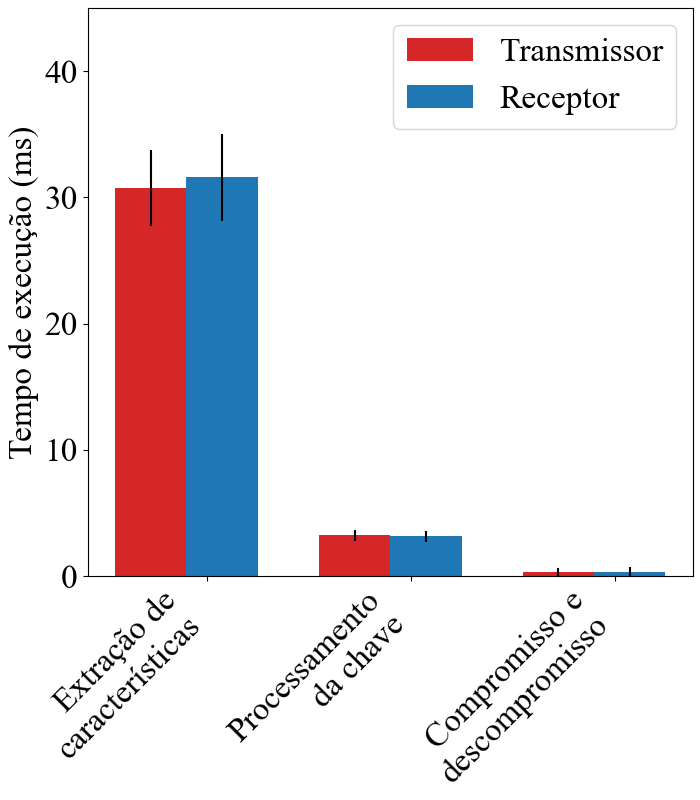 Transmissor
Receptor
Tempo de execução (ms)
40
30
20
10
0
Extração de
características
Processamento
da chave
Compromisso e
descompromisso